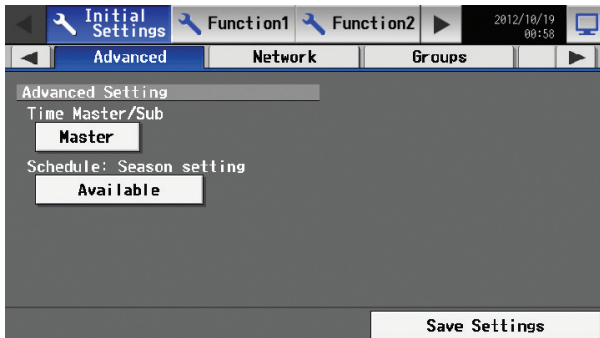 Initial Settings Function1 Function2 2012/10/19 00:58
Advanced Network Groups
Advanced Setting
Time Master/Sub
Master
Schedule: Season setting
Available
Save Settings